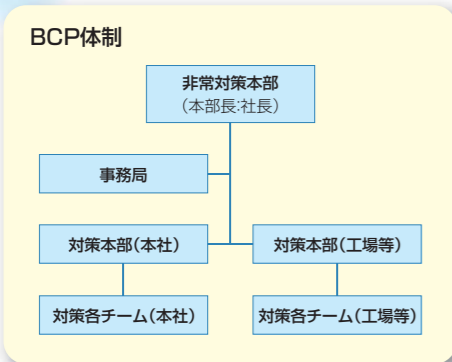 BCP体制
非常対策本部
(本部長:社長)
事務局
対策本部(本社)
対策本部(工場等)
対策各チーム(本社)
対策各チーム(工場等)